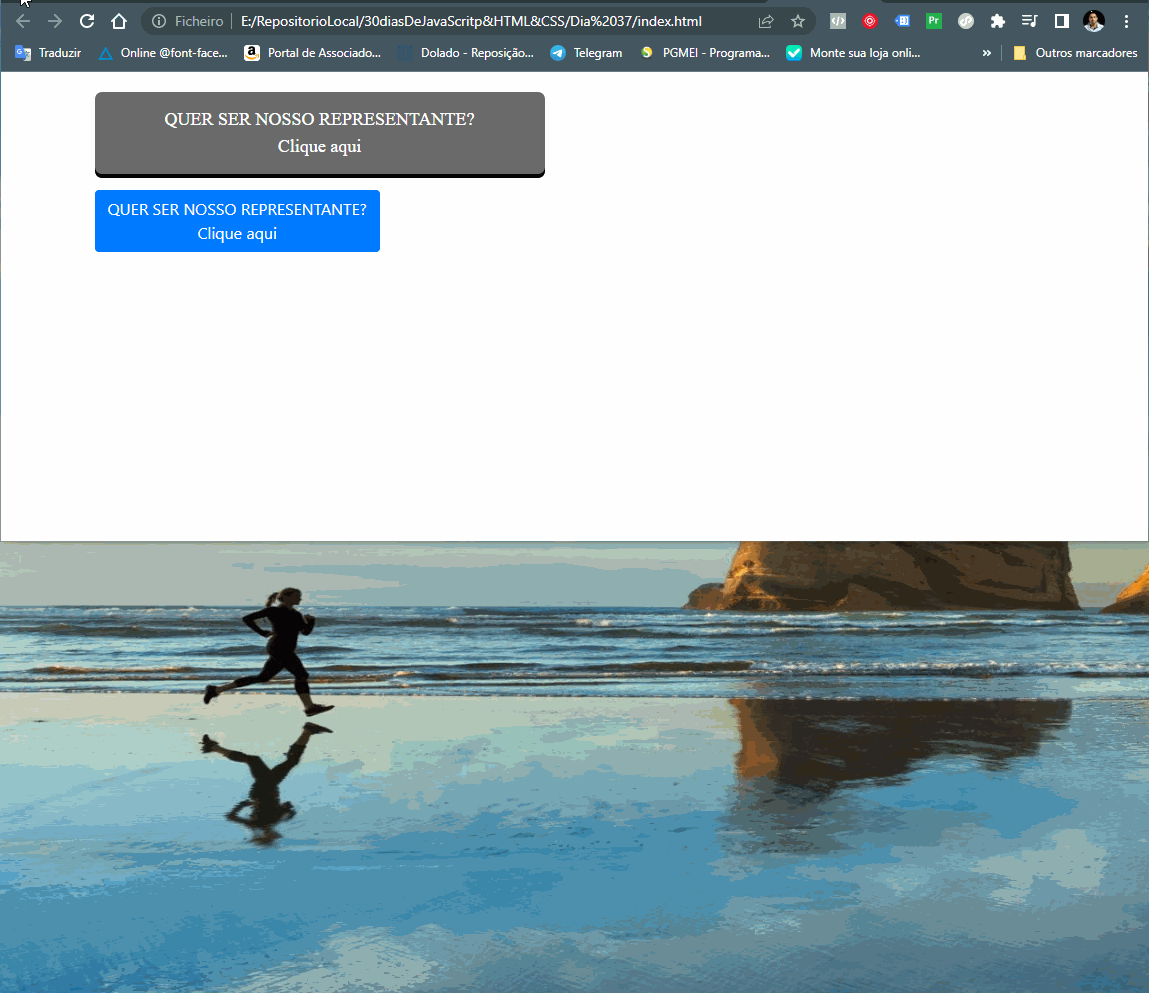 Ficheiro E:/RepositorioLocal/30diasDeJavaScritp&HTML&CSS/Dia%2037/index.html
Traduzir Online @font-face... Portal de Associado... Dolado - Reposição... Telegram PGMEI - Programa... Monte sua loja onli... » Outros marcadores
QUER SER NOSSO REPRESENTANTE?
Clique aqui
QUER SER NOSSO REPRESENTANTE?
Clique aqui